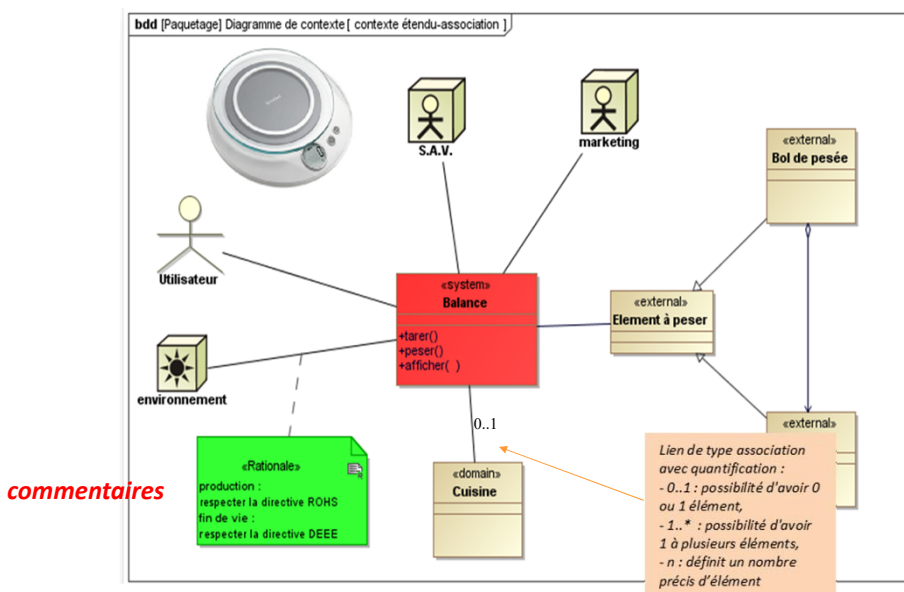 bdd [Paquetage] Diagramme de contexte [ contexte étendu-association ]
S.A.V.
marketing
«external»
Bol de pesée
Utilisateur
«system»
Balance
+tarer()
+peser()
+afficher( )
«external»
Element à peser
environnement
0..1
«external»
commentaires
«Rationale»
production :
respecter la directive ROHS
fin de vie :
respecter la directive DEEE
«domain»
Cuisine
Lien de type association
avec quantification :
- 0..1 : possibilité d'avoir 0
ou 1 élément,
- 1..* : possibilité d'avoir
1 à plusieurs éléments,
- n : définit un nombre
précis d’élément